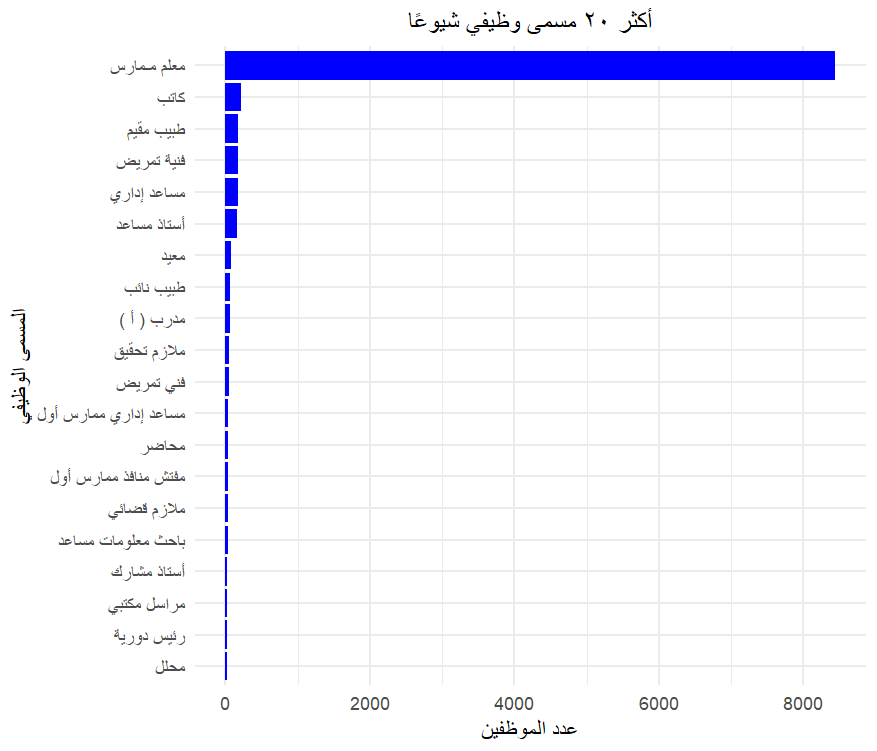 أكثر ٢٠ مسمى وظيفي شيوعًا
معلم ممارس
كاتب
طبيب مقيم
فنية تمريض
مساعد إداري
أستاذ مساعد
معيد
طبيب نائب
مدرب ( أ )
ملازم تحقيق
فني تمريض
مساعد إداري ممارس أول ي
محاضر
مفتش منافذ ممارس أول
ملازم قضائي
باحث معلومات مساعد
أستاذ مشارك
مراسل مكتبي
رئيس دورية
محلل
المسمى الوظيفي
0 2000 4000 6000 8000
عدد الموظفين